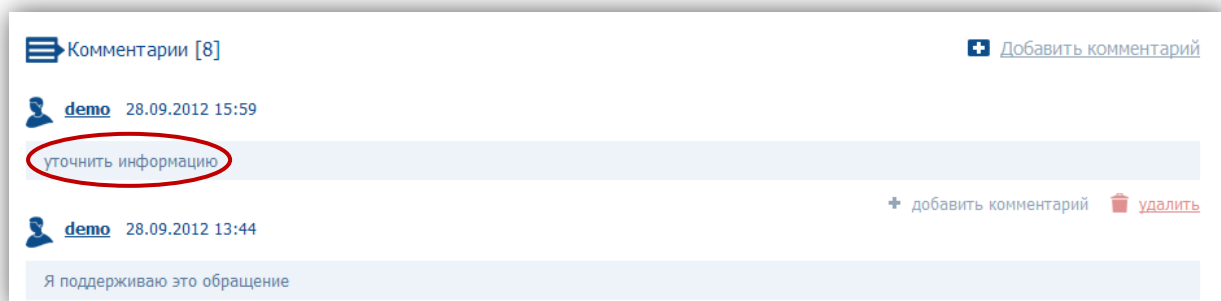 Комментарии [8] Добавить комментарий
demo 28.09.2012 15:59
уточнить информацию
добавить комментарий удалить
demo 28.09.2012 13:44
Я поддерживаю это обращение